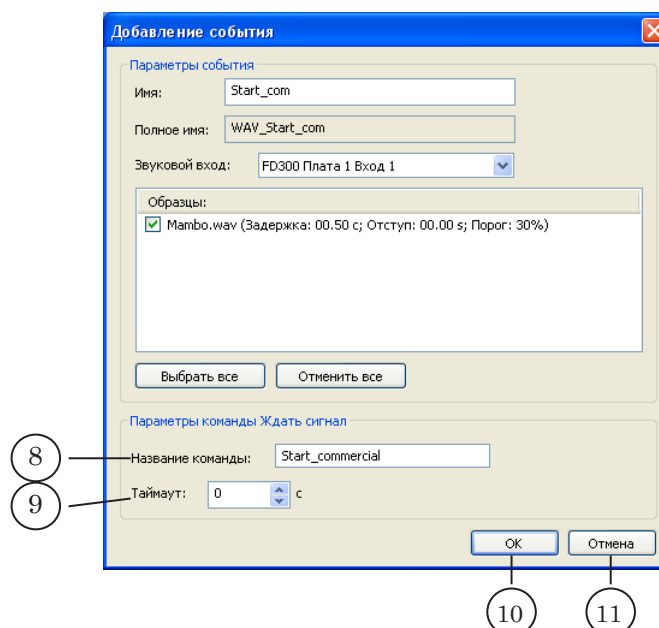 Добавление события
Параметры события
Имя: Start_com
Полное имя: WAV_Start_com
Звуковой вход: FD300 Плата 1 Вход 1
Образцы:
Mambo.wav (Задержка: 00.50 с; Отступ: 00.00 s; Порог: 30%)
Выбрать все Отменить все
Параметры команды Ждать сигнал
8 Название команды: Start_commercial
9 Таймаут: 0 с
ОК Отмена
10 11